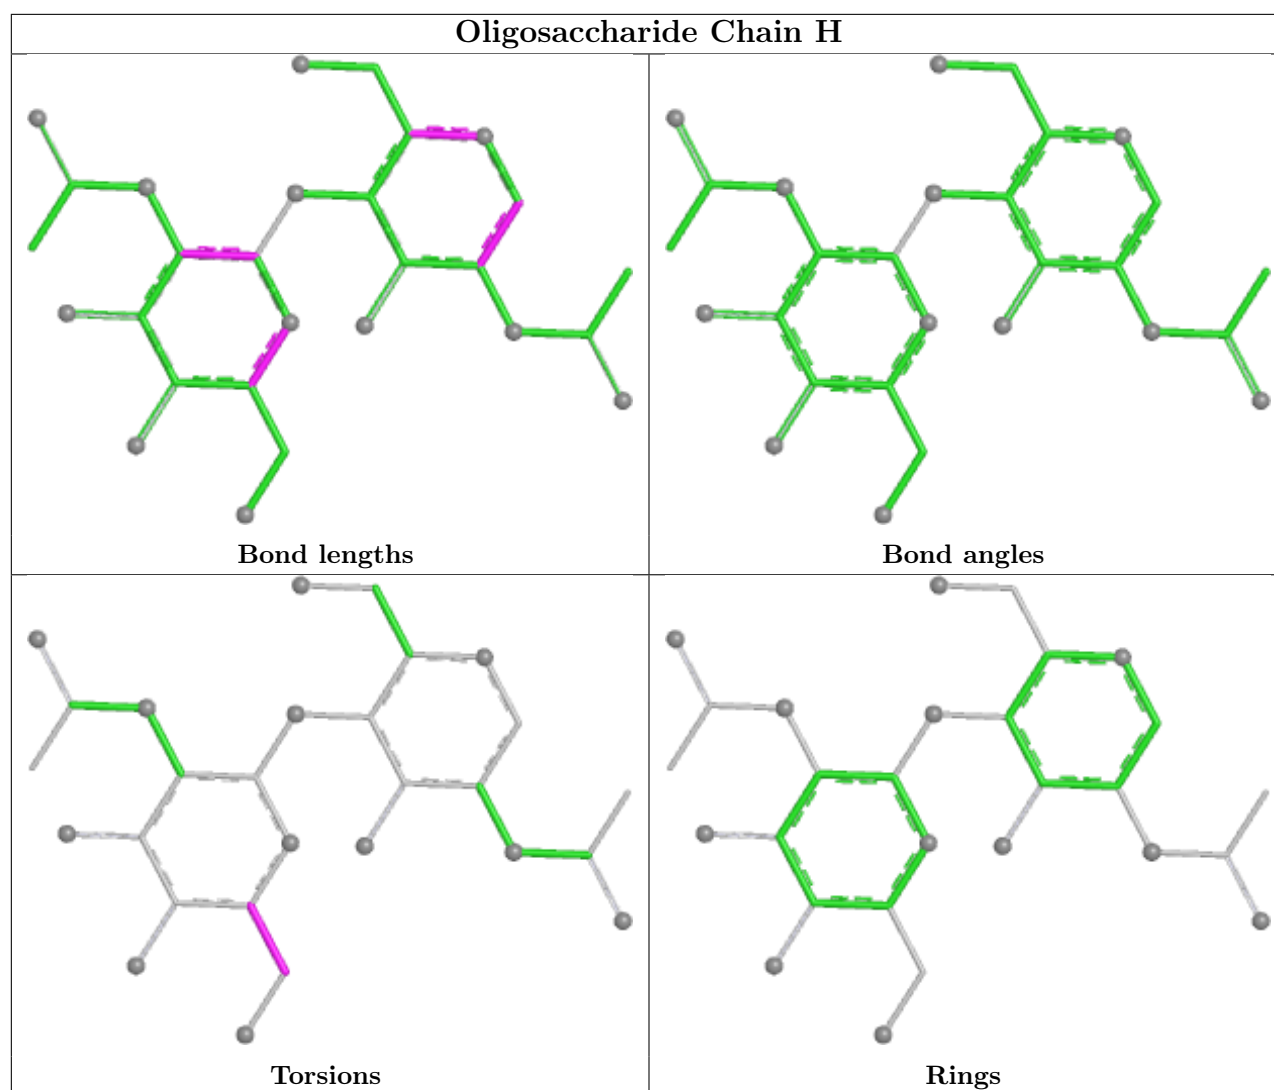 Oligosaccharide Chain H
Bond lengths
Bond angles
Torsions
Rings